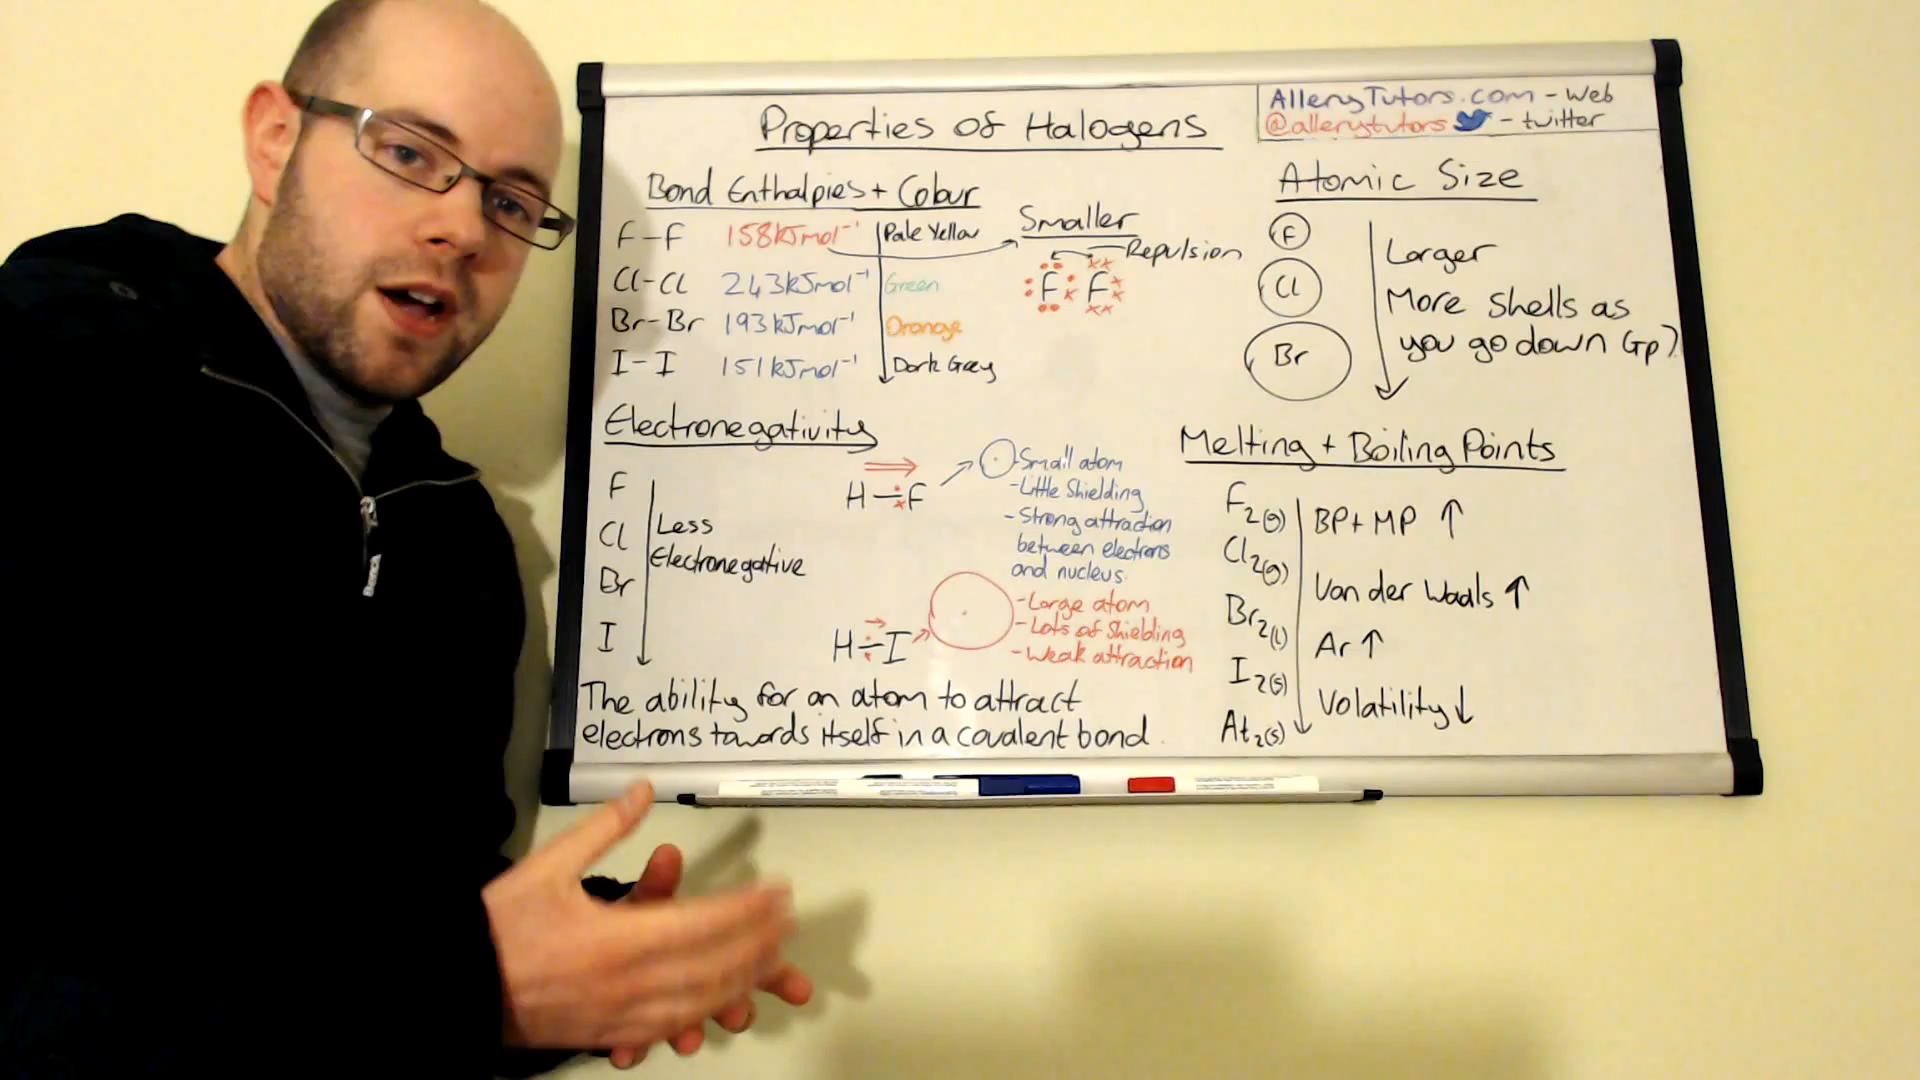 Properties of Halogens
AlleryTutors.com - Web
@allerytutors - twitter
Bond Enthalpies + Colour
F-F 158kJmol⁻¹ Pale Yellow
Cl-Cl 243kJmol⁻¹ Green
Br-Br 193kJmol⁻¹ Orange
I-I 151kJmol⁻¹ Dark Grey
Smaller
Repulsion
F F
Atomic Size
F
Cl
Br
Larger
More shells as
you go down Gp7
Electronegativity
F
Cl
Br
I
Less
Electronegative
H-F
-Small atom
-Little Shielding
-Strong attraction
between electrons
and nucleus.
H-I
-Large atom
-Lots of Shielding
-Weak attraction
The ability for an atom to attract
electrons towards itself in a covalent bond.
Melting + Boiling Points
F₂(g)
Cl₂(g)
Br₂(l)
I₂(s)
At₂(s)
BP+MP ↑
Van der Waals ↑
Ar ↑
Volatility ↓
BENCH